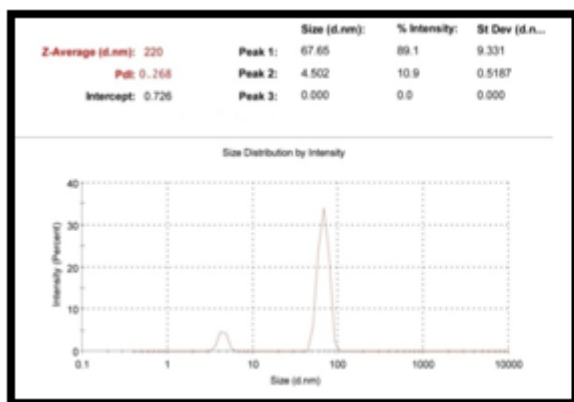 Size (d.nm): % Intensity: St Dev (d.n...
Z-Average (d.nm): 220 Peak 1: 67.65 89.1 9.331
PdI: 0.268 Peak 2: 4.502 10.9 0.5187
Intercept: 0.726 Peak 3: 0.000 0.0 0.000
Size Distribution by Intensity
Intensity (Percent)
40
30
20
10
0
0.1 1 10 100 1000 10000
Size (d.nm)